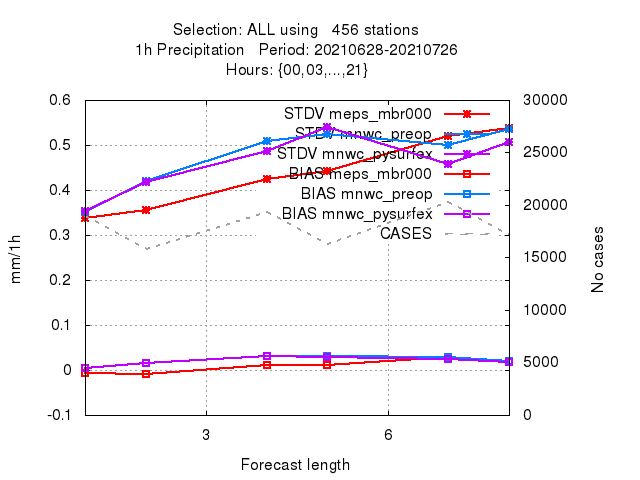 Selection: ALL using 456 stations
1h Precipitation Period: 20210628-20210726
Hours: {00,03,...,21}
0.6
0.5
0.4
0.3
0.2
0.1
0
-0.1
mm/1h
30000
25000
20000
15000
10000
5000
0
No cases
STDV meps_mbr000
STDV mnwc_preop
STDV mnwc_pysurfex
BIAS meps_mbr000
BIAS mnwc_preop
BIAS mnwc_pysurfex
CASES
3 6
Forecast length